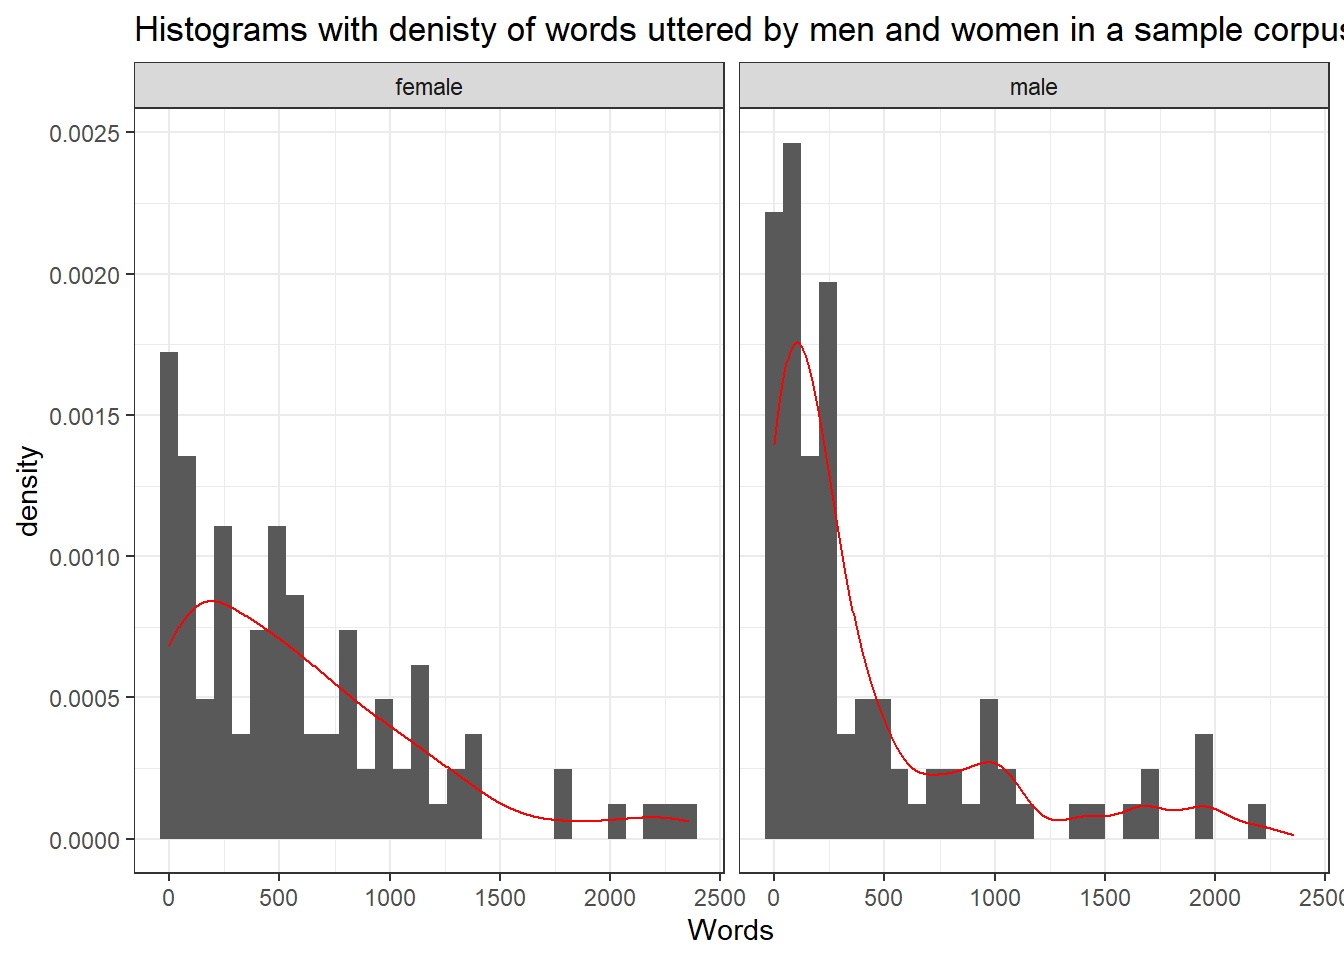 Histograms with denisty of words uttered by men and women in a sample corpus
female
male
0.0025
0.0020
0.0015
0.0010
0.0005
0.0000
density
0 500 1000 1500 2000 2500 0 500 1000 1500 2000 2500
Words